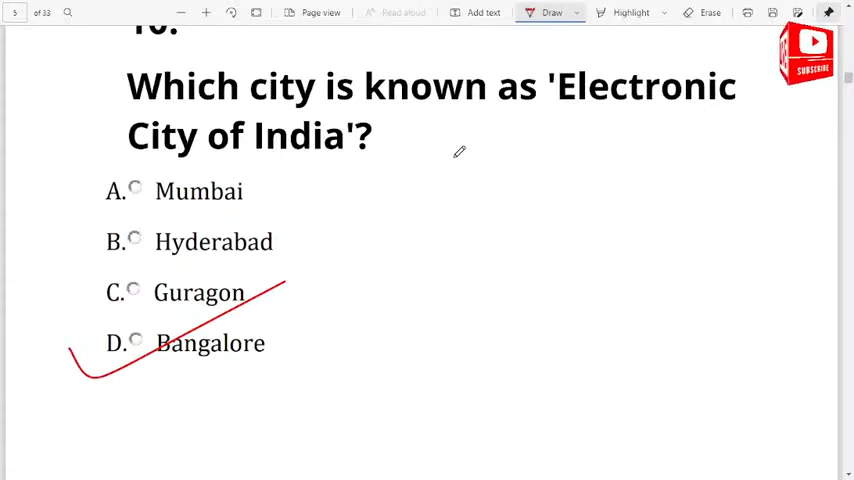 5 of 33 Page view Read aloud Add text Draw Highlight Erase
10.
Which city is known as 'Electronic
City of India'?
SUBSCRIBE
A. Mumbai
B. Hyderabad
C. Guragon
D. Bangalore